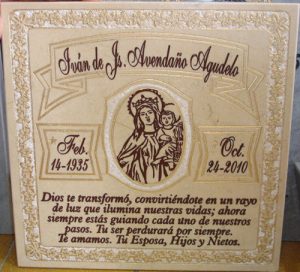 Iván de Js. Avendaño Agudelo
Feb.
14-1935
Oct.
24-2010
Dios te transformó, convirtiéndote en un rayo
de luz que ilumina nuestras vidas; ahora
siempre estás guiando cada uno de nuestros
pasos. Tu ser perdurará por siempre.
Te amamos. Tu Esposa, Hijos y Nietos.